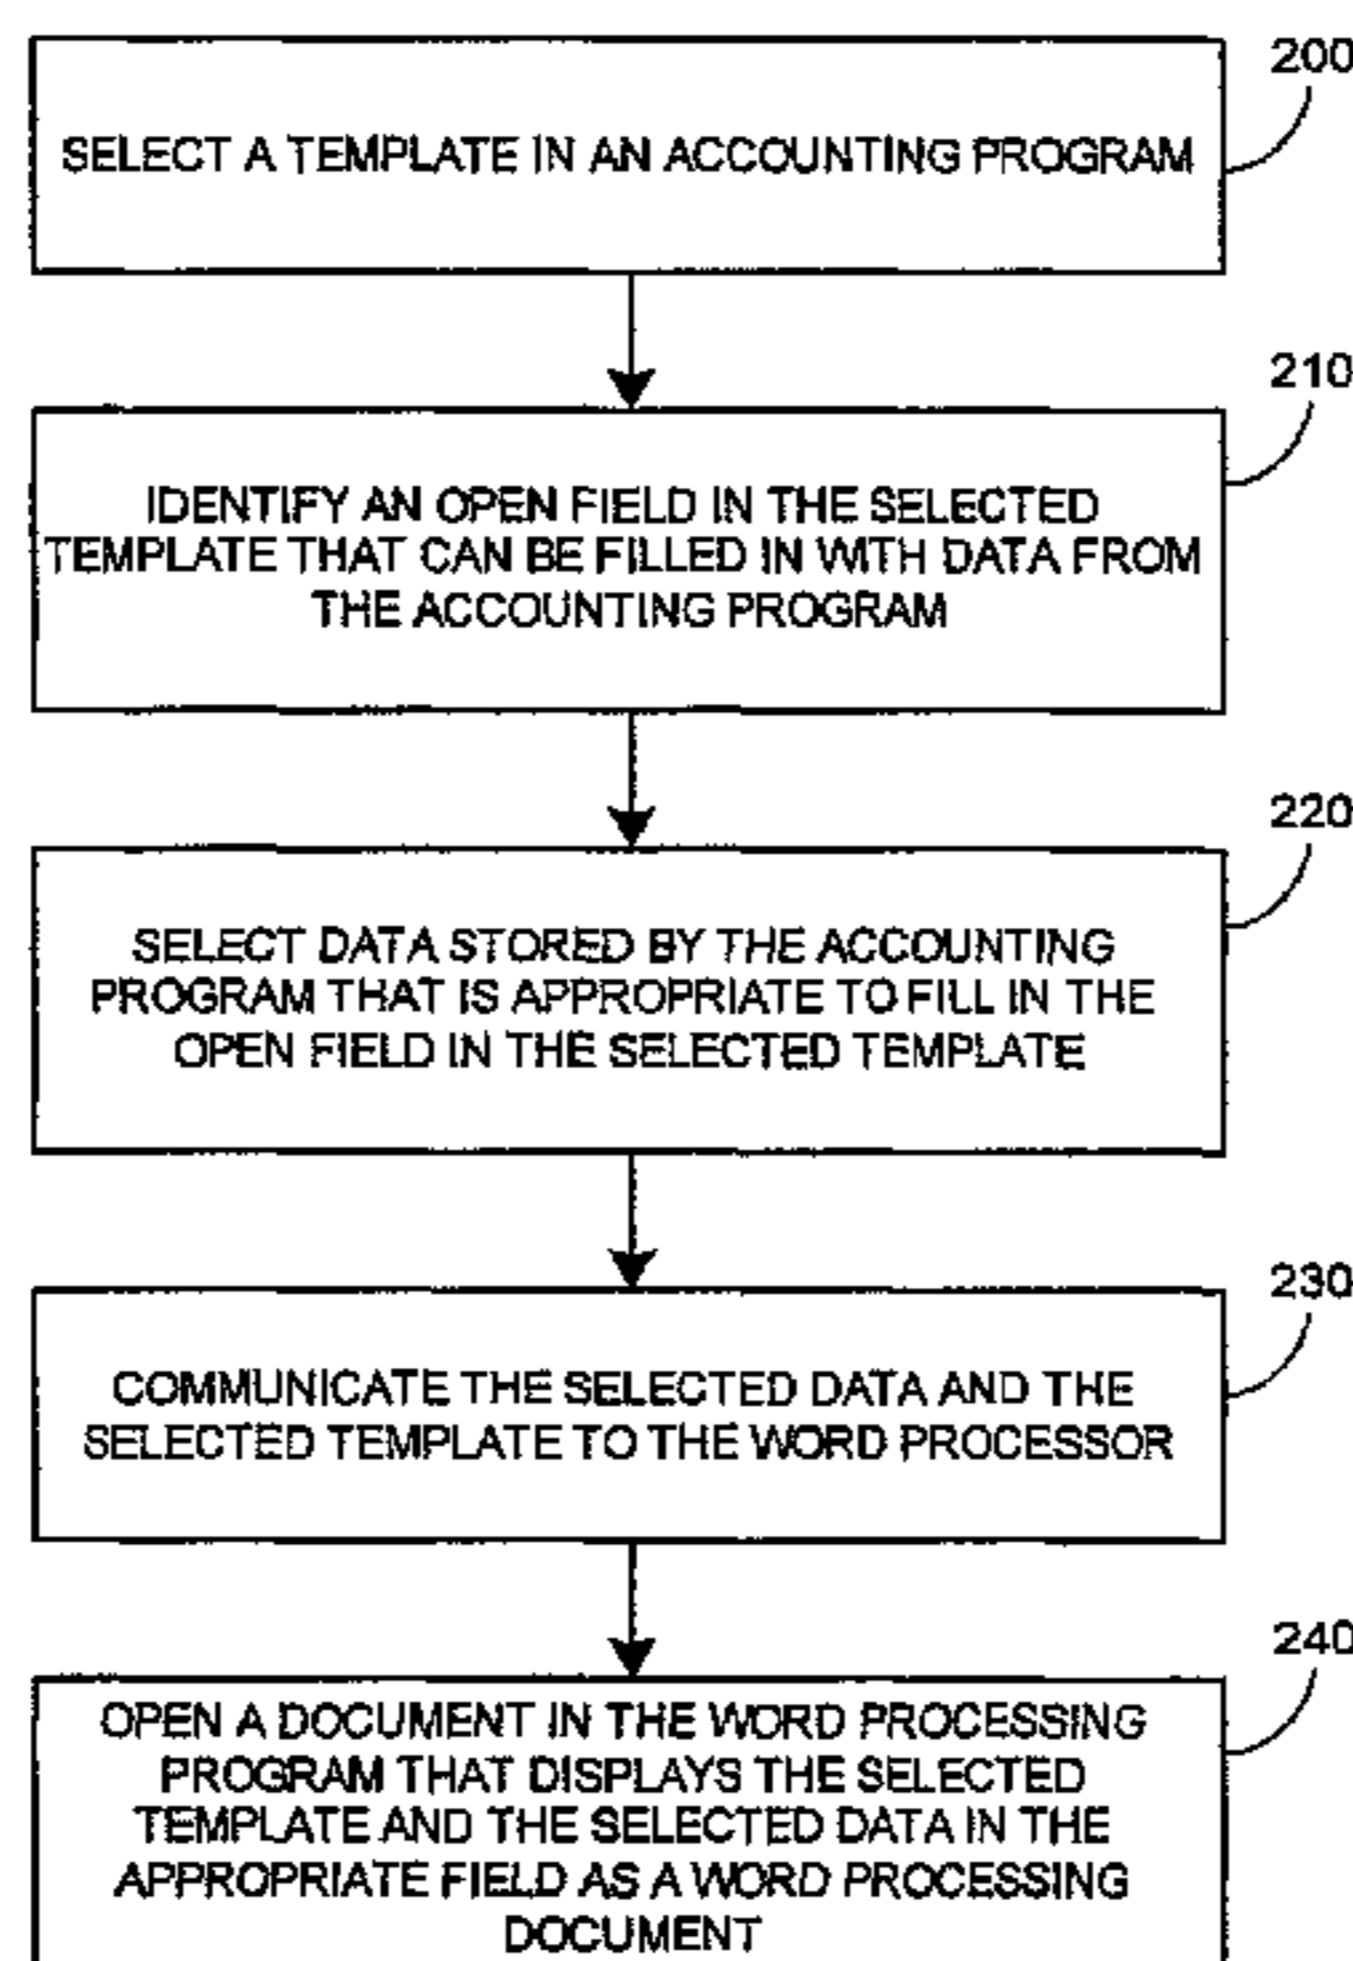 200
SELECT A TEMPLATE IN AN ACCOUNTING PROGRAM
210
IDENTIFY AN OPEN FIELD IN THE SELECTED
TEMPLATE THAT CAN BE FILLED IN WITH DATA FROM
THE ACCOUNTING PROGRAM
220
SELECT DATA STORED BY THE ACCOUNTING
PROGRAM THAT IS APPROPRIATE TO FILL IN THE
OPEN FIELD IN THE SELECTED TEMPLATE
230
COMMUNICATE THE SELECTED DATA AND THE
SELECTED TEMPLATE TO THE WORD PROCESSOR
240
OPEN A DOCUMENT IN THE WORD PROCESSING
PROGRAM THAT DISPLAYS THE SELECTED
TEMPLATE AND THE SELECTED DATA IN THE
APPROPRIATE FIELD AS A WORD PROCESSING
DOCUMENT